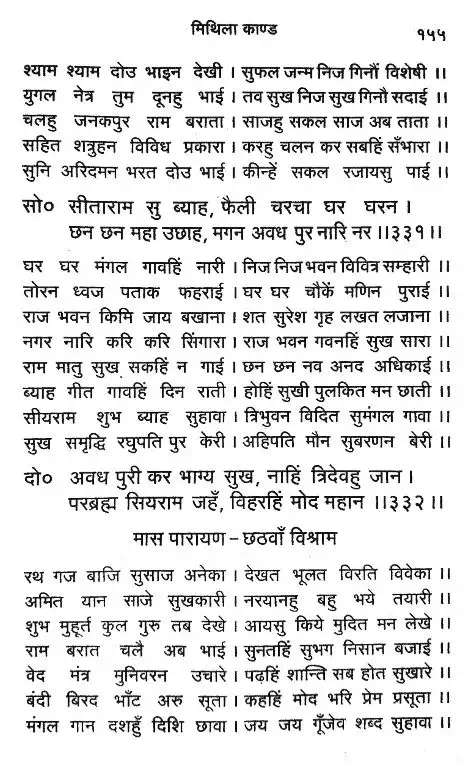 मिथिला काण्ड
१५५
श्याम श्याम दोउ भाइन देखी । सुफल जन्म निज गिनौं विशेषी ।।
युगल नेत्र तुम दूनहु भाई । तव सुख निज सुख गिनौ सदाई ।
चलहु जनकपुर राम बराता । साजहु सकल साज अब ताता ।
सहित शत्रुहन विविध प्रकारा । करहु चलन कर सबहिं सँभारा ।
सुनि अरिदमन भरत दोउ भाई । कीन्हें सकल रजायसु पाई ।।
सो० सीताराम सु ब्याह, फैली चरचा घर घरन ।
छन छन महा उछाह, मगन अवध पुर नारि नर ।।३३१।।
घर घर मंगल गावहिं नारी । निज निज भवन विवित्र सम्हारी ।।
तोरन ध्वज पताक फहराई । घर घर चौकें मणिन पुराई ।।
राज भवन किमि जाय बखाना । शत सुरेश गृह लखत लजाना ।।
नगर नारि करि करि सिंगारा । राज भवन गवनहिं सुख सारा ।।
राम मातु सुख सकहिं न गाई । छन छन नव अनद अधिकाई ।।
ब्याह गीत गावहिं दिन राती । होहिं सुखी पुलकित मन छाती ।।
सीयराम शुभ ब्याह सुहावा । त्रिभुवन विदित सुमंगल गावा ।।
सुख समृद्धि रघुपति पुर केरी । अहिपति मौन सुबरणन बेरी ।।
दो० अवध पुरी कर भाग्य सुख, नाहिं त्रिदेवहु जान ।
परब्रह्म सियराम जहँ, विहरहिं मोद महान ।।३३२।।
मास पारायण – छठवाँ विश्राम
रथ गज बाजि सुसाज अनेका । देखत भूलत विरति विवेका ।।
अमित यान साजे सुखकारी । नरयानहु बहु भये तयारी ।।
शुभ मुहूर्त कुल गुरु तब देखे । आयसु किये मुदित मन लेखे ।।
राम बरात चलै अब भाई । सुनतहिं सुभग निसान बजाई ।।
वेद मंत्र मुनिवरन उचारे । पढ़हिं शान्ति सब होत सुखारे ।।
बंदी बिरद भाँट अरु सूता । कहहिं मोद भरि प्रेम प्रसूता ।।
मंगल गान दशहुँ दिशि छावा । जय जय गूँजेव शब्द सुहावा ।।